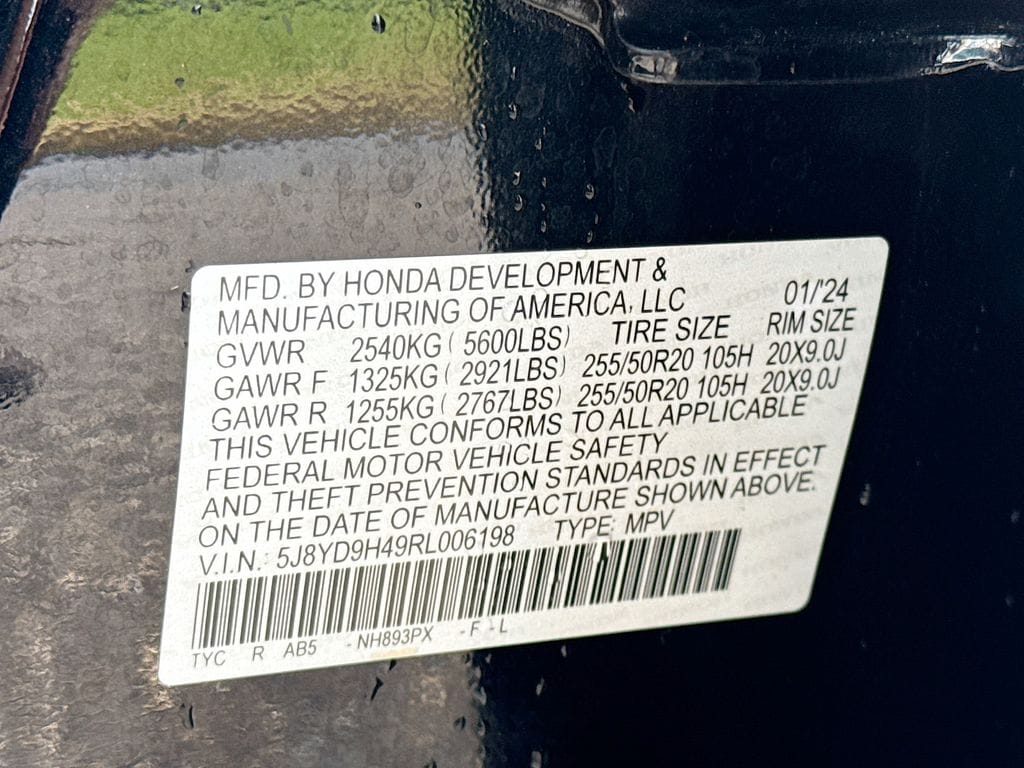 MFD. BY HONDA DEVELOPMENT &
MANUFACTURING OF AMERICA, LLC 01/'24
GVWR 2540KG ( 5600LBS) TIRE SIZE RIM SIZE
GAWR F 1325KG ( 2921LBS) 255/50R20 105H 20X9.0J
GAWR R 1255KG ( 2767LBS) 255/50R20 105H 20X9.0J
THIS VEHICLE CONFORMS TO ALL APPLICABLE
FEDERAL MOTOR VEHICLE SAFETY
AND THEFT PREVENTION STANDARDS IN EFFECT
ON THE DATE OF MANUFACTURE SHOWN ABOVE.
V.I.N.: 5J8YD9H49RL006198 TYPE: MPV
TYC R AB5 - NH893PX - F - L